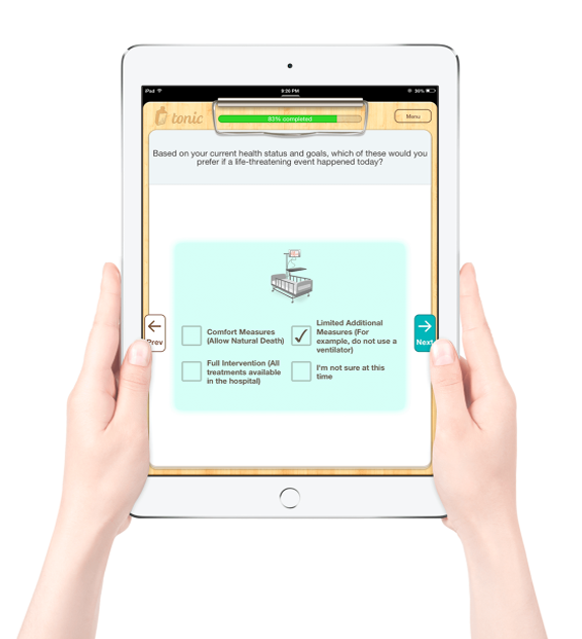 iPad
9:26 PM
90%
tonic
83% completed
Menu
Based on your current health status and goals, which of these would you
prefer if a life-threatening event happened today?
Comfort Measures
(Allow Natural Death)
Limited Additional
Measures (For
example, do not use a
ventilator)
Full Intervention (All
treatments available
in the hospital)
I'm not sure at this
time
Prev
Next